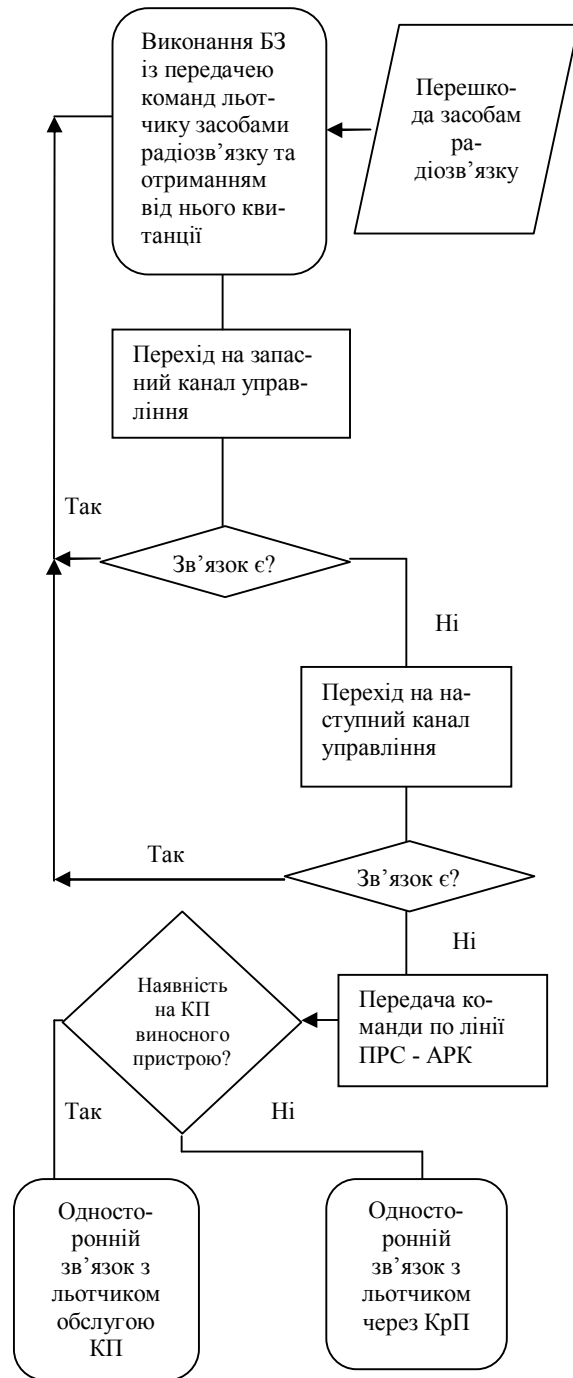 Виконання БЗ
із передачею
команд льот-
чику засобами
радіозв’язку та
отриманням
від нього кви-
танції
Перешко-
да засобам
ра-
діозв’язку
Перехід на запас-
ний канал управ-
ління
Так
Зв’язок є?
Ні
Перехід на на-
ступний канал
управління
Так
Зв’язок є?
Ні
Передача ко-
манди по лінії
ПРС - АРК
Наявність
на КП
виносного
пристрою?
Так
Ні
Односто-
ронній
зв’язок з
льотчиком
обслугою
КП
Односто-
ронній
зв’язок з
льотчиком
через КрП